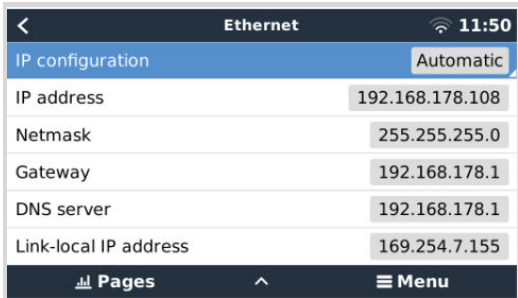 Ethernet 11:50
IP configuration Automatic
IP address 192.168.178.108
Netmask 255.255.255.0
Gateway 192.168.178.1
DNS server 192.168.178.1
Link-local IP address 169.254.7.155
Pages Menu